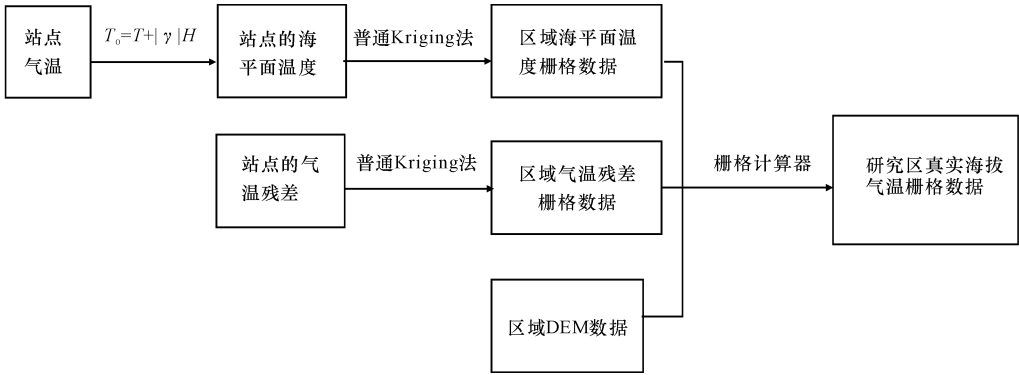 站点
气温
T₀=T+| γ |H
站点的海
平面温度
普通Kriging法
区域海平面温
度栅格数据
站点的气
温残差
普通Kriging法
区域气温残差
栅格数据
栅格计算器
研究区真实海拔
气温栅格数据
区域DEM数据